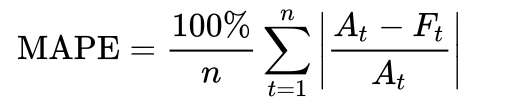 MAPE = \frac{100\%}{n} \sum_{t=1}^{n} \left| \frac{A_t - F_t}{A_t} \right|